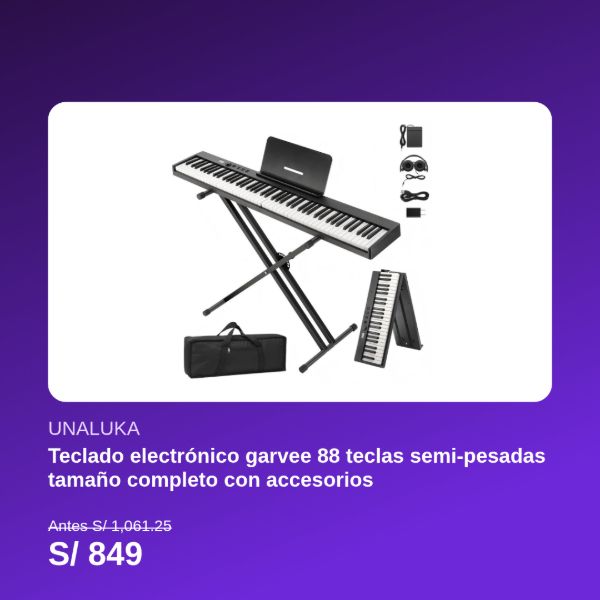 UNALUKA
Teclado electrónico garvee 88 teclas semi-pesadas
tamaño completo con accesorios
Antes S/ 1,061.25
S/ 849